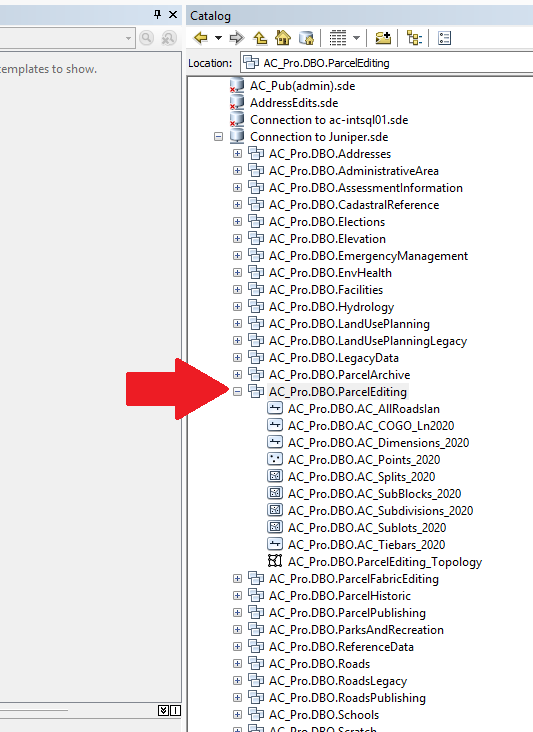 Catalog
templates to show.
Location: AC_Pro.DBO.ParcelEditing
AC_Pub(admin).sde
AddressEdits.sde
Connection to ac-intsql01.sde
Connection to Juniper.sde
AC_Pro.DBO.Addresses
AC_Pro.DBO.AdministrativeArea
AC_Pro.DBO.AssessmentInformation
AC_Pro.DBO.CadastralReference
AC_Pro.DBO.Elections
AC_Pro.DBO.Elevation
AC_Pro.DBO.EmergencyManagement
AC_Pro.DBO.EnvHealth
AC_Pro.DBO.Facilities
AC_Pro.DBO.Hydrology
AC_Pro.DBO.LandUsePlanning
AC_Pro.DBO.LandUsePlanningLegacy
AC_Pro.DBO.LegacyData
AC_Pro.DBO.ParcelArchive
AC_Pro.DBO.ParcelEditing
AC_Pro.DBO.AC_AllRoadsIan
AC_Pro.DBO.AC_COGO_Ln2020
AC_Pro.DBO.AC_Dimensions_2020
AC_Pro.DBO.AC_Points_2020
AC_Pro.DBO.AC_Splits_2020
AC_Pro.DBO.AC_SubBlocks_2020
AC_Pro.DBO.AC_Subdivisions_2020
AC_Pro.DBO.AC_Sublots_2020
AC_Pro.DBO.AC_Tiebars_2020
AC_Pro.DBO.ParcelEditing_Topology
AC_Pro.DBO.ParcelFabricEditing
AC_Pro.DBO.ParcelHistoric
AC_Pro.DBO.ParcelPublishing
AC_Pro.DBO.ParksAndRecreation
AC_Pro.DBO.ReferenceData
AC_Pro.DBO.Roads
AC_Pro.DBO.RoadsLegacy
AC_Pro.DBO.RoadsPublishing
AC_Pro.DBO.Schools
AC_Pro.DBO.Scratch